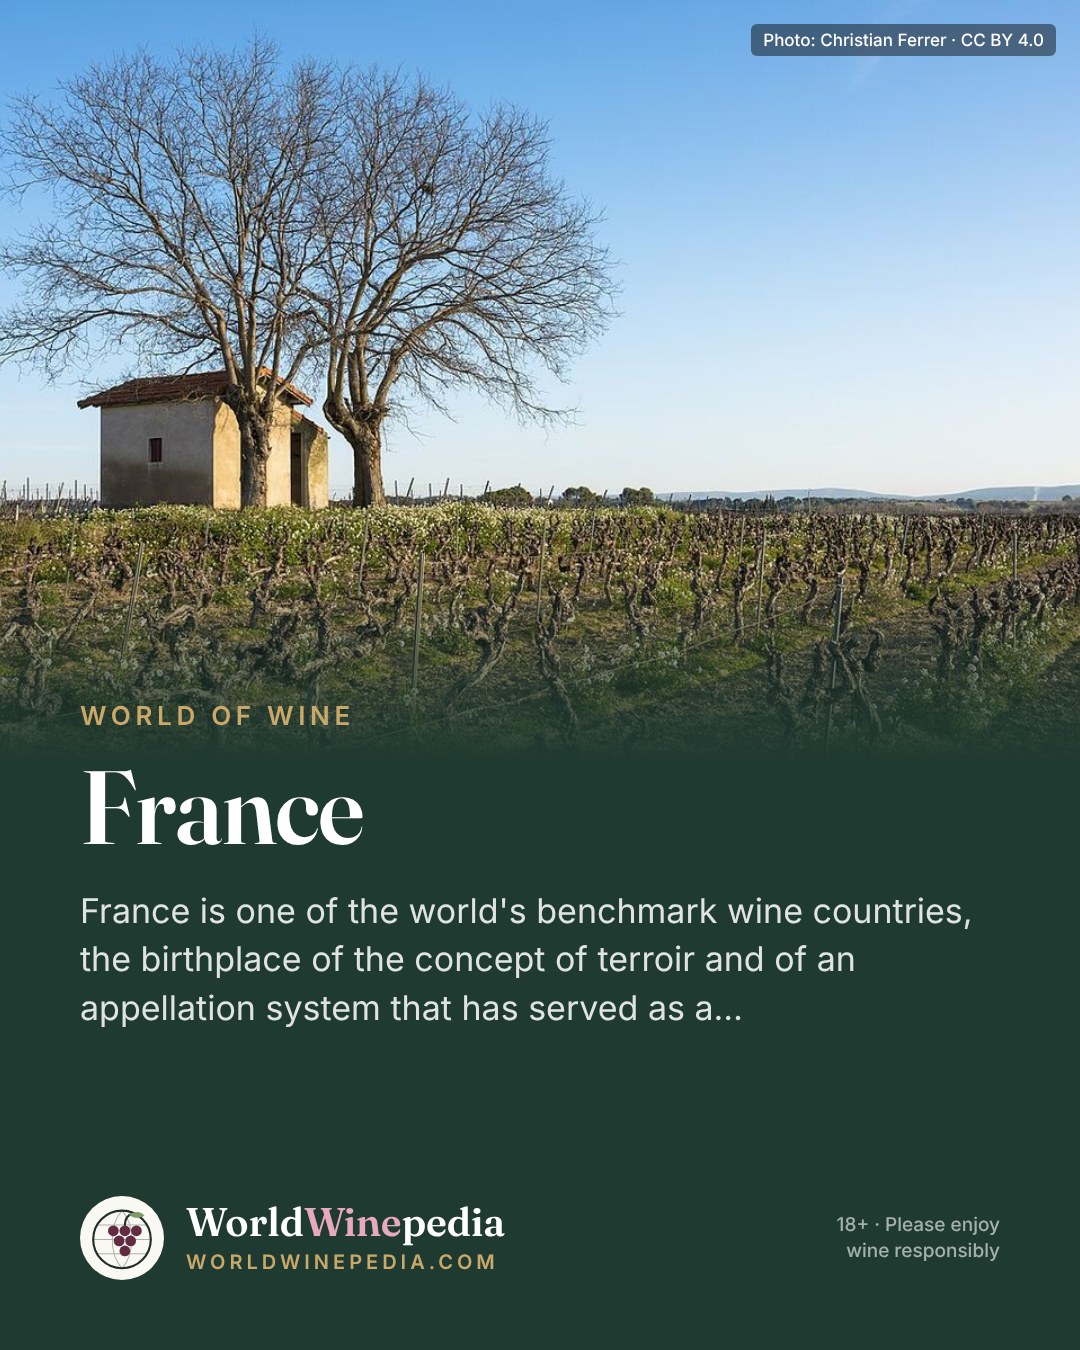 Photo: Christian Ferrer · CC BY 4.0
WORLD OF WINE
France
France is one of the world's benchmark wine countries,
the birthplace of the concept of terroir and of an
appellation system that has served as a...
WorldWinepedia
WORLDWINEPEDIA.COM
18+ · Please enjoy
wine responsibly